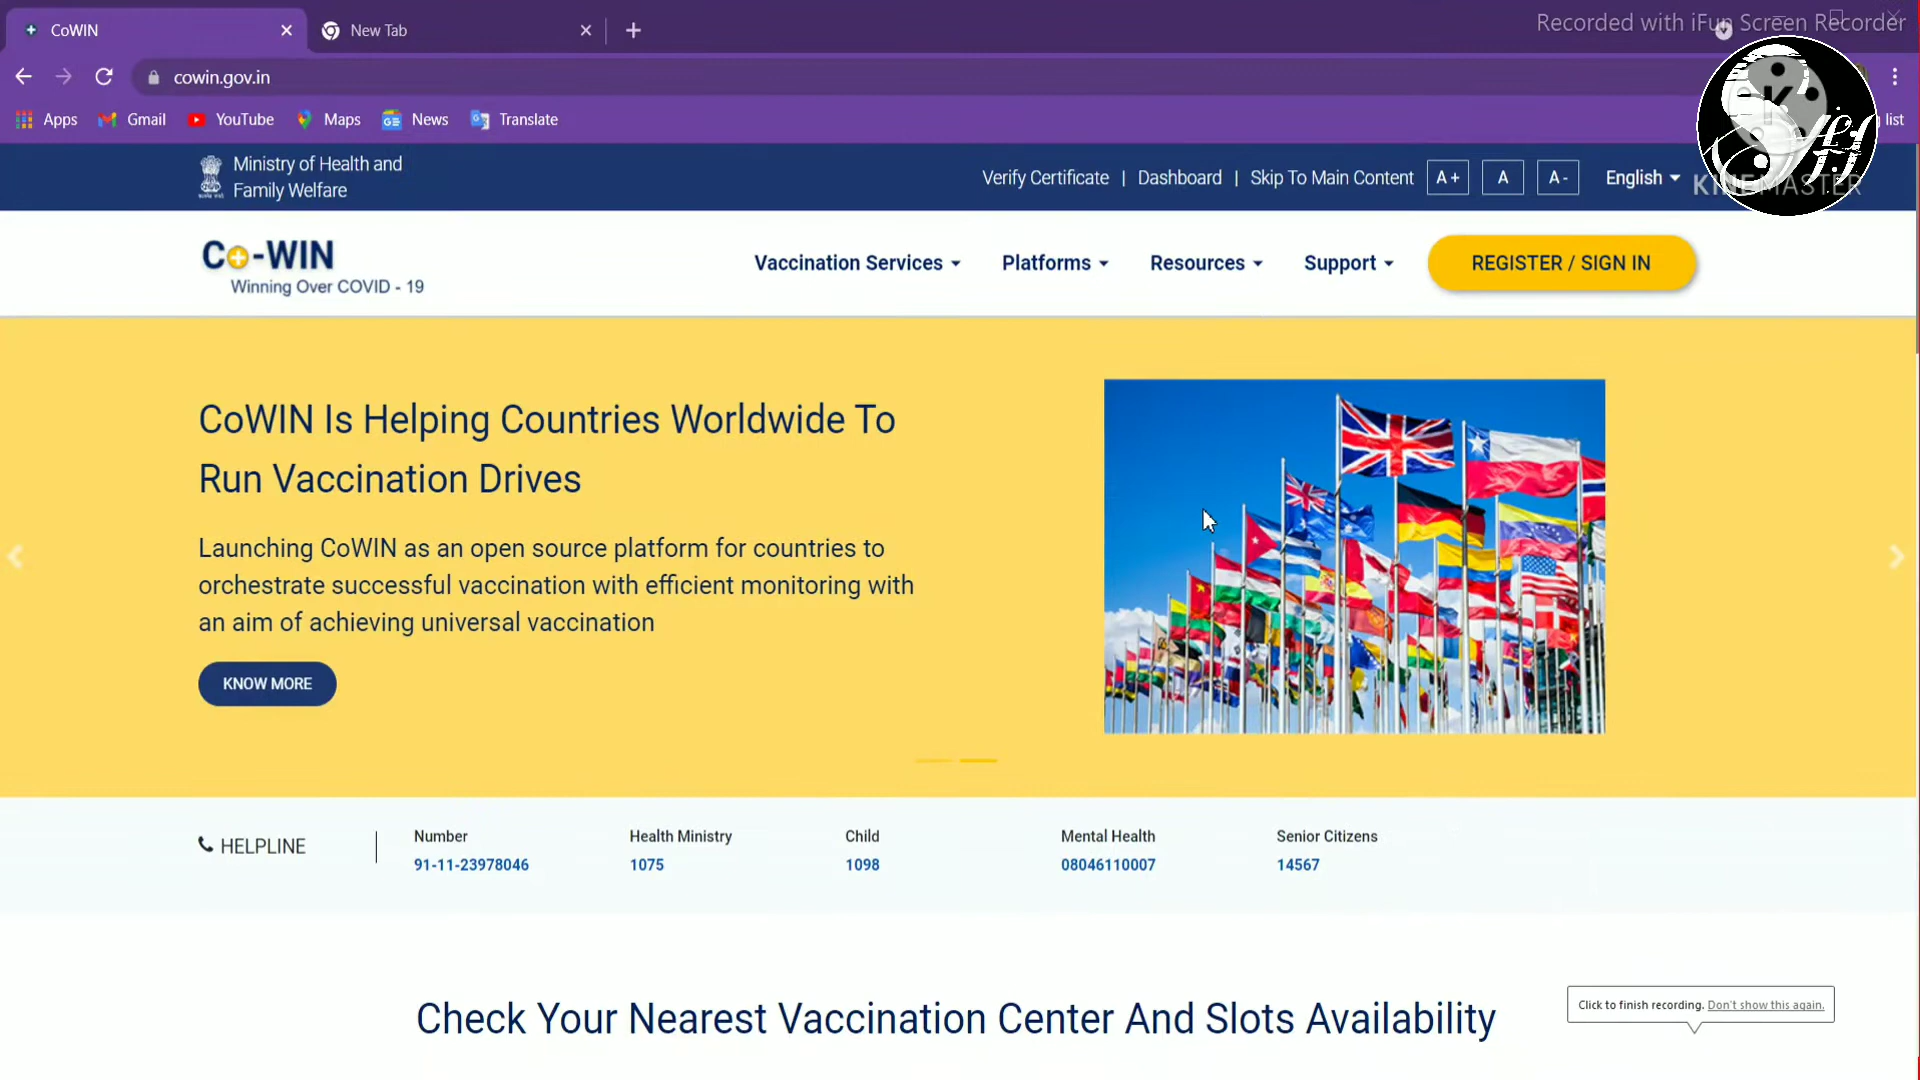 CoWIN
New Tab
Recorded with iFun Screen Recorder
cowin.gov.in
Apps
Gmail
YouTube
Maps
News
Translate
list
Ministry of Health and
Family Welfare
Verify Certificate | Dashboard | Skip To Main Content
A+
A
A-
English
KINEMASTER
Co-WIN
Winning Over COVID - 19
Vaccination Services
Platforms
Resources
Support
REGISTER / SIGN IN
CoWIN Is Helping Countries Worldwide To
Run Vaccination Drives
Launching CoWIN as an open source platform for countries to
orchestrate successful vaccination with efficient monitoring with
an aim of achieving universal vaccination
KNOW MORE
HELPLINE
Number
91-11-23978046
Health Ministry
1075
Child
1098
Mental Health
08046110007
Senior Citizens
14567
Check Your Nearest Vaccination Center And Slots Availability
Click to finish recording. Don't show this again.